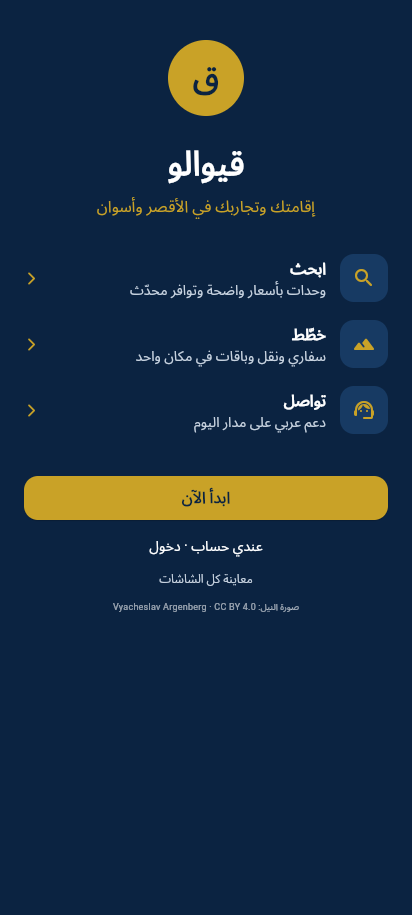 ق
قيوالو
إقامتك وتجاربك في الأقصر وأسوان
ابحث
وحدات بأسعار واضحة وتوافر محدّث
خطّط
سفاري ونقل وباقات في مكان واحد
تواصل
دعم عربي على مدار اليوم
ابدأ الآن
عندي حساب · دخول
معاينة كل الشاشات
صورة النيل: Vyacheslav Argenberg · CC BY 4.0